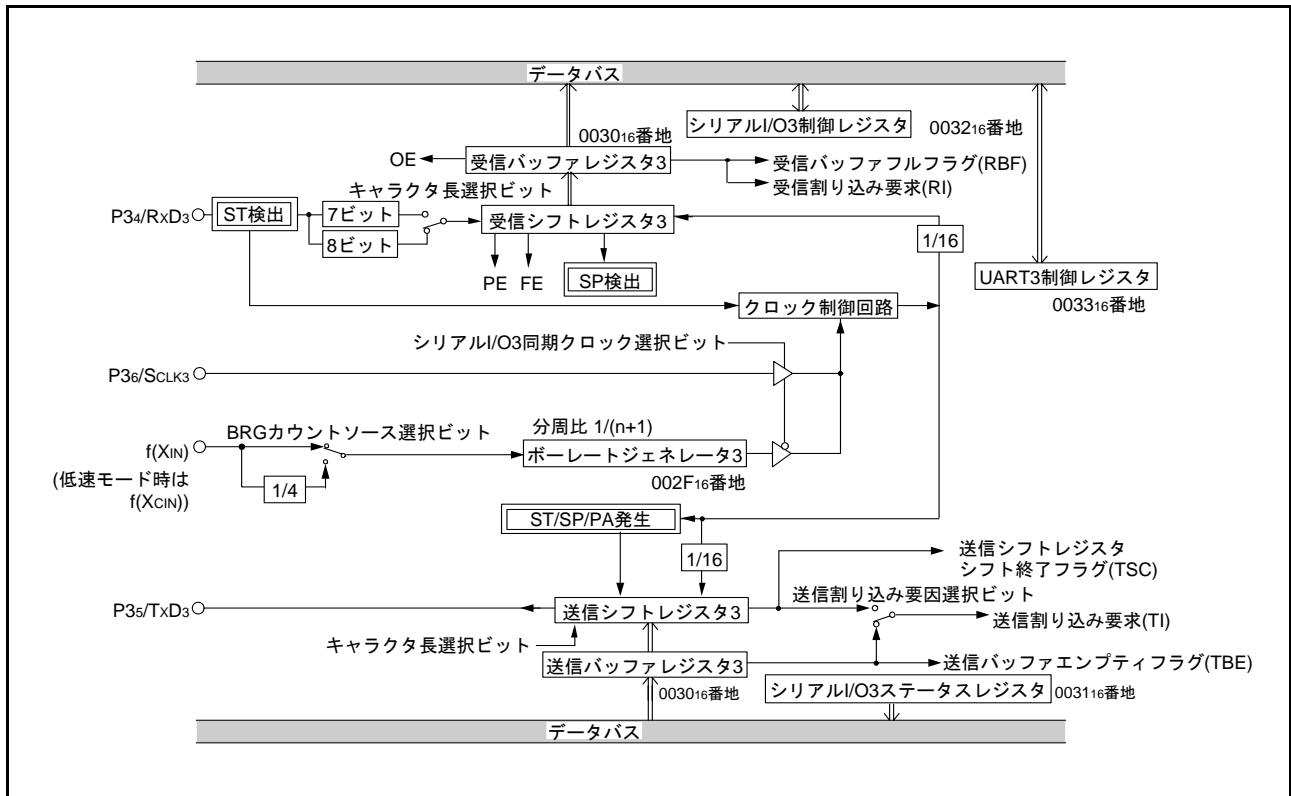 データバス
シリアルI/O3制御レジスタ
003216番地
003016番地
OE
受信バッファレジスタ3
受信バッファフルフラグ(RBF)
受信割り込み要求(RI)
キャラクタ長選択ビット
P34/RXD3
ST検出
7ビット
8ビット
受信シフトレジスタ3
1/16
PE
FE
SP検出
UART3制御レジスタ
003316番地
クロック制御回路
シリアルI/O3同期クロック選択ビット
P36/SCLK3
BRGカウントソース選択ビット
分周比 1/(n+1)
f(XIN)
(低速モード時は
f(XCIN))
1/4
ボーレートジェネレータ3
002F16番地
ST/SP/PA発生
1/16
送信シフトレジスタ
シフト終了フラグ(TSC)
P35/TXD3
送信シフトレジスタ3
送信割り込み要因選択ビット
送信割り込み要求(TI)
キャラクタ長選択ビット
送信バッファレジスタ3
送信バッファエンプティフラグ(TBE)
003016番地
シリアルI/O3ステータスレジスタ
003116番地
データバス